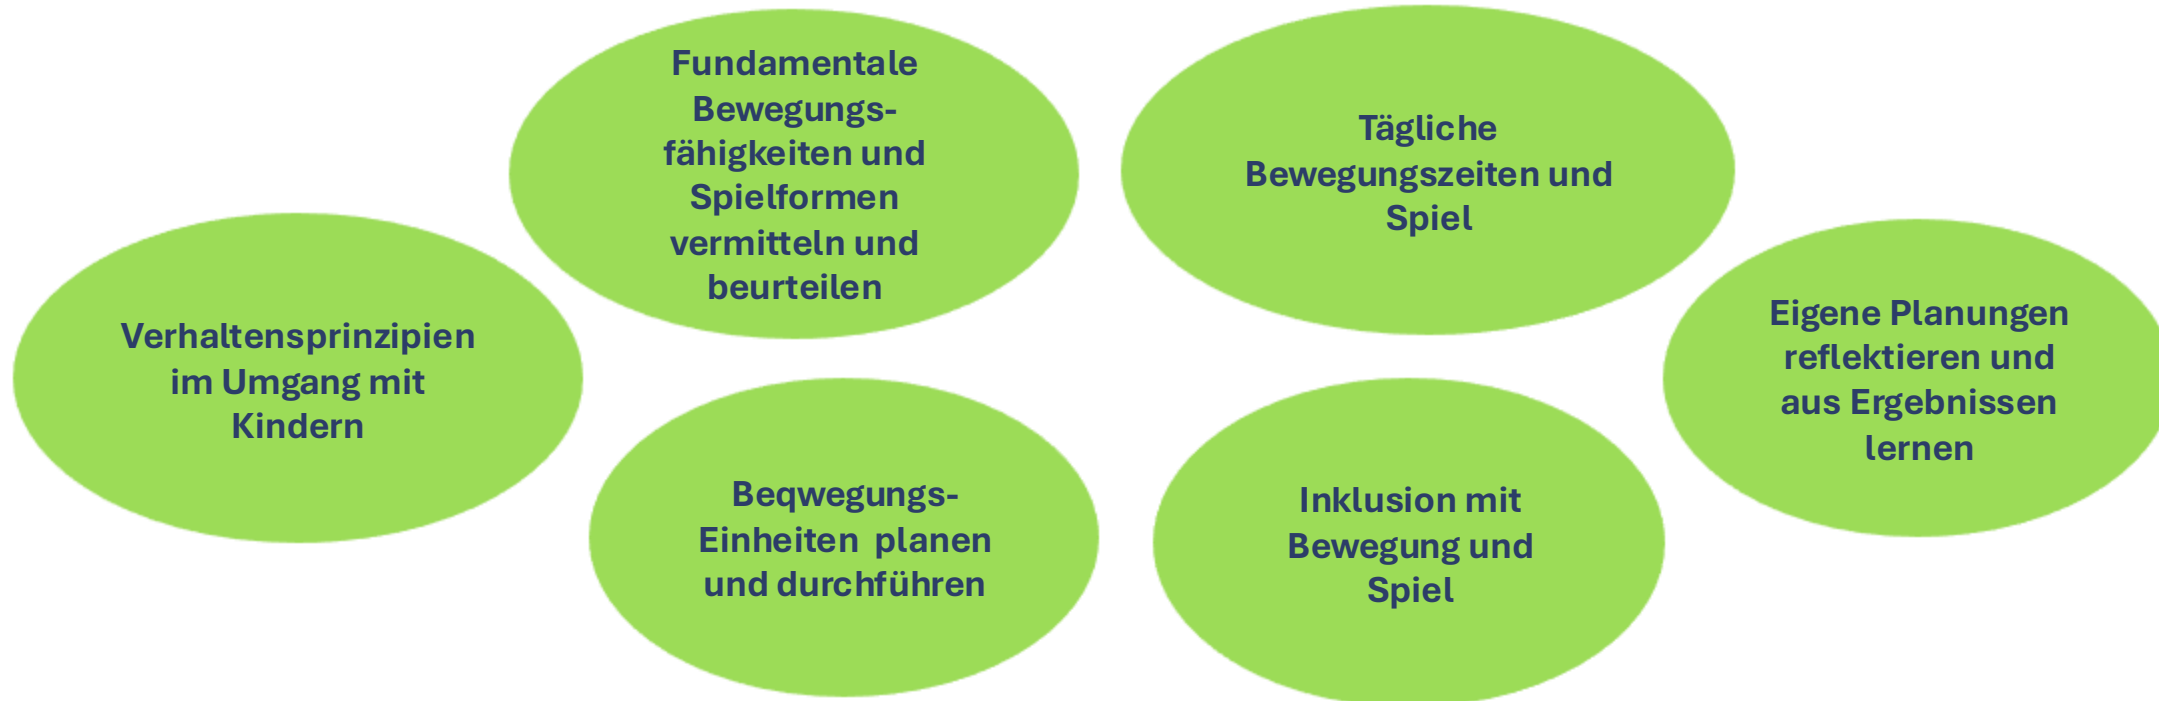 Fundamentale
Bewegungs-
fähigkeiten und
Spielformen
vermitteln und
beurteilen
Tägliche
Bewegungszeiten und
Spiel
Verhaltensprinzipien
im Umgang mit
Kindern
Eigene Planungen
reflektieren und
aus Ergebnissen
lernen
Beqwegungs-
Einheiten  planen
und durchführen
Inklusion mit
Bewegung und
Spiel